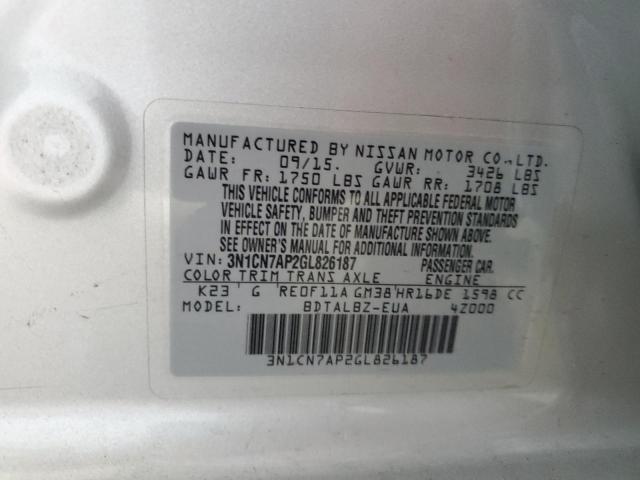 MANUFACTURED BY NISSAN MOTOR CO.,LTD.
DATE: 09/15. GVWR: 3426 LBS
GAWR FR: 1750 LBS GAWR RR: 1708 LBS
THIS VEHICLE CONFORMS TO ALL APPLICABLE FEDERAL MOTOR
VEHICLE SAFETY, BUMPER AND THEFT PREVENTION STANDARDS
IN EFFECT ON THE DATE OF MANUFACTURE SHOWN ABOVE.
SEE OWNER'S MANUAL FOR ADDITIONAL INFORMATION.
VIN: 3N1CN7AP2GL826187 PASSENGER CAR.
COLOR TRIM TRANS AXLE ENGINE
K23 G RE0F11A GM38 HR16DE 1598 CC
MODEL: BDTALBZ-EUA 42000
3N1CN7AP2GL826187